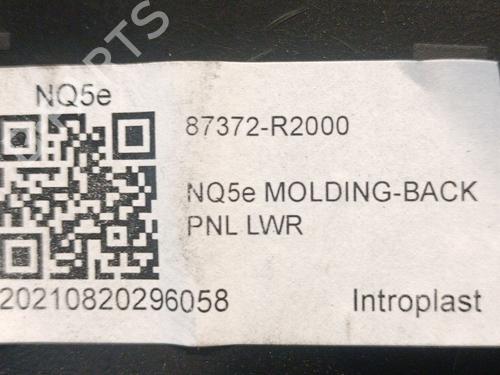 NQ5e
87372-R2000
NQ5e MOLDING-BACK
PNL LWR
20210820296058
Introplast